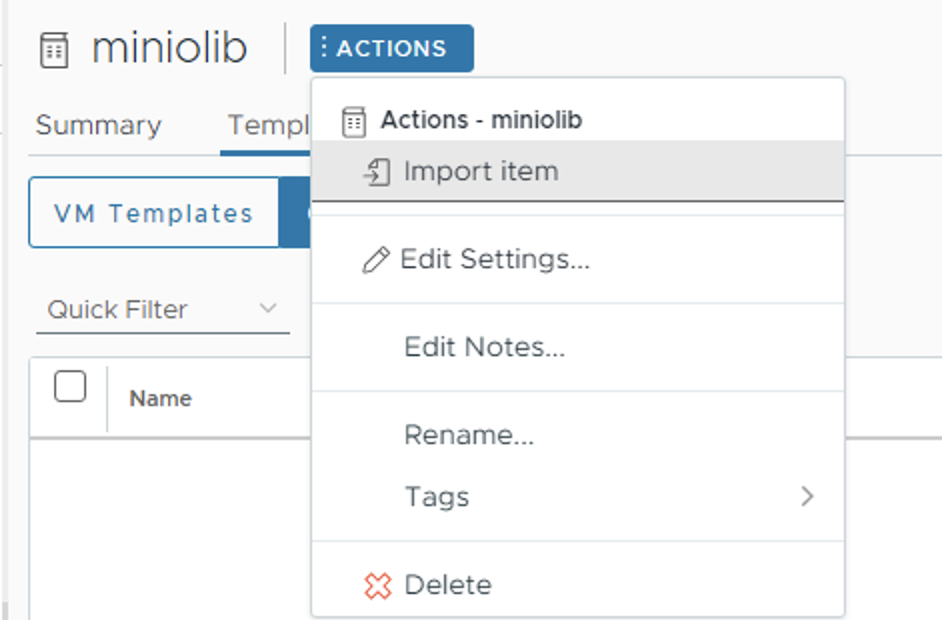 miniolib
ACTIONS
Summary
Templ
Actions - miniolib
Import item
VM Templates
Edit Settings...
Quick Filter
Edit Notes...
Name
Rename...
Tags
Delete